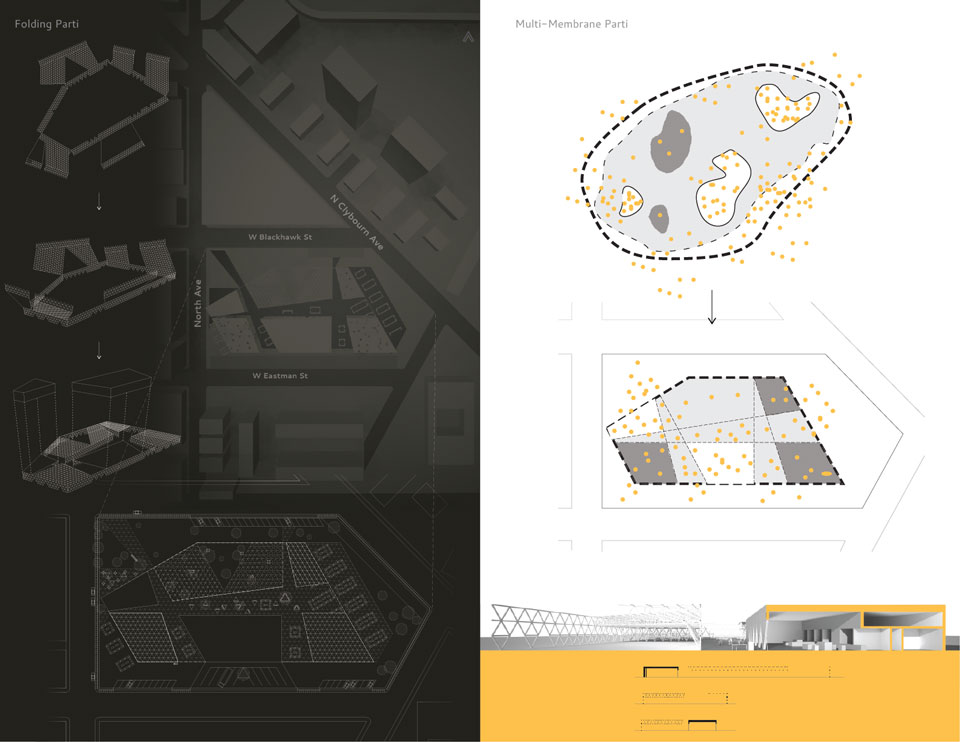 Folding Parti
Multi-Membrane Parti
N Clybourn Ave
W Blackhawk St
North Ave
W Eastman St